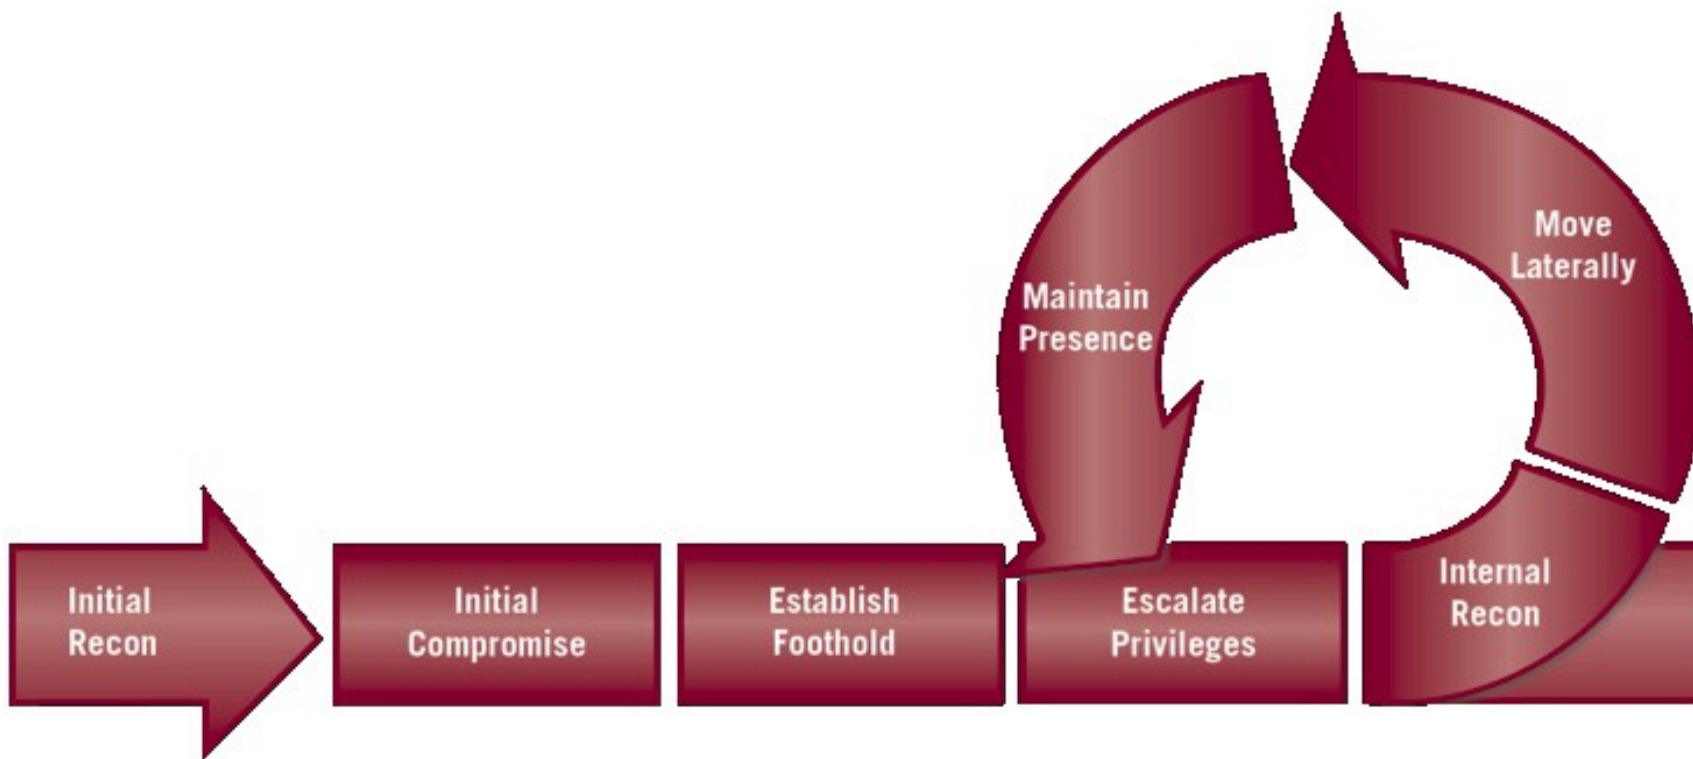 Initial
Recon
Initial
Compromise
Establish
Foothold
Escalate
Privileges
Internal
Recon
Move
Laterally
Maintain
Presence